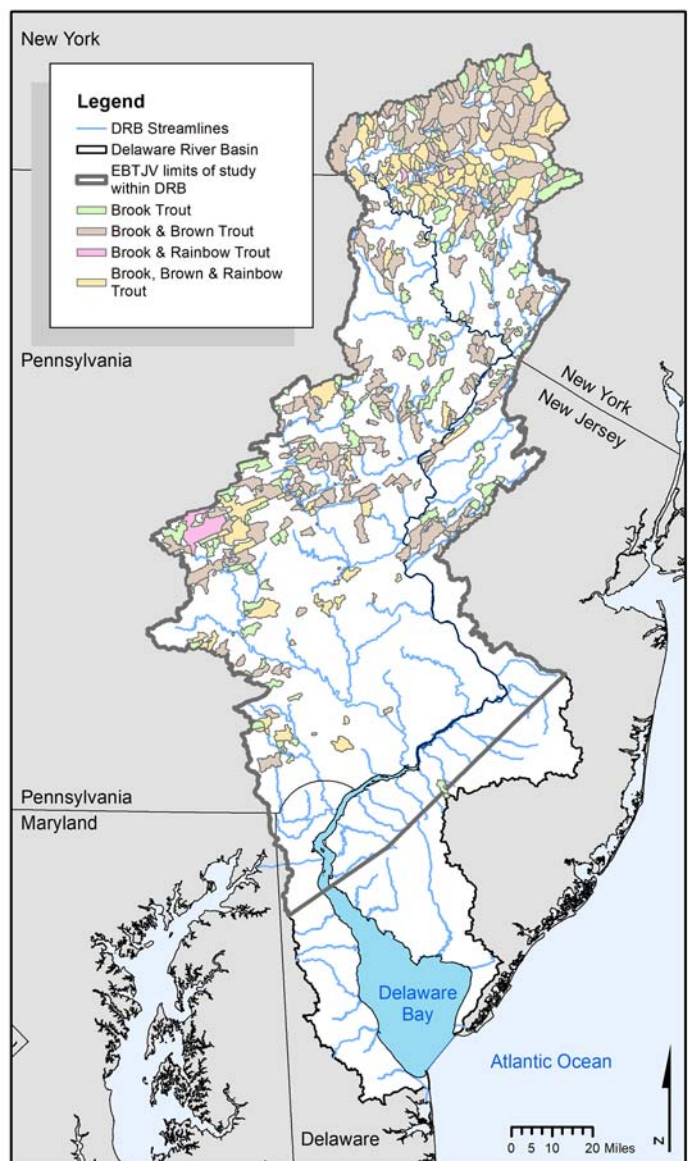 New York
Legend
DRB Streamlines
Delaware River Basin
EBTJV limits of study
within DRB
Brook Trout
Brook & Brown Trout
Brook & Rainbow Trout
Brook, Brown & Rainbow
Trout
Pennsylvania
New York
New Jersey
Pennsylvania
Maryland
Delaware
Bay
Atlantic Ocean
Delaware
N
0 5 10 20 Miles